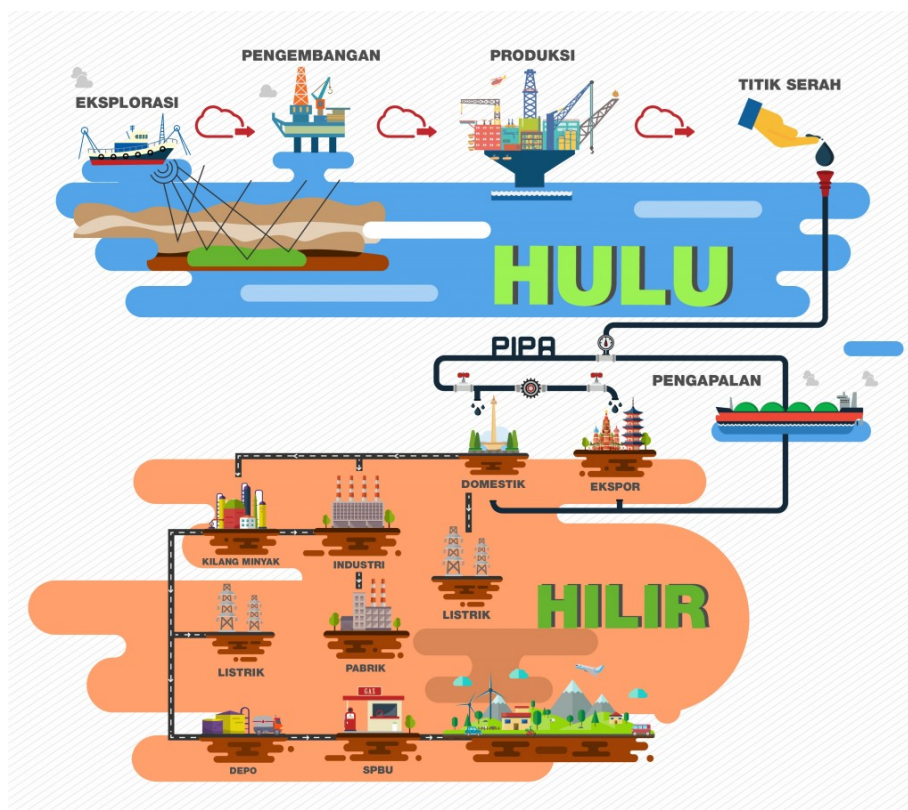 PENGEMBANGAN
PRODUKSI
TITIK SERAH
EKSPLORASI
HULU
PIPA
PENGAPALAN
DOMESTIK
EKSPOR
KILANG MINYAK
INDUSTRI
LISTRIK
HILIR
LISTRIK
PABRIK
GAS
DEPO
SPBU